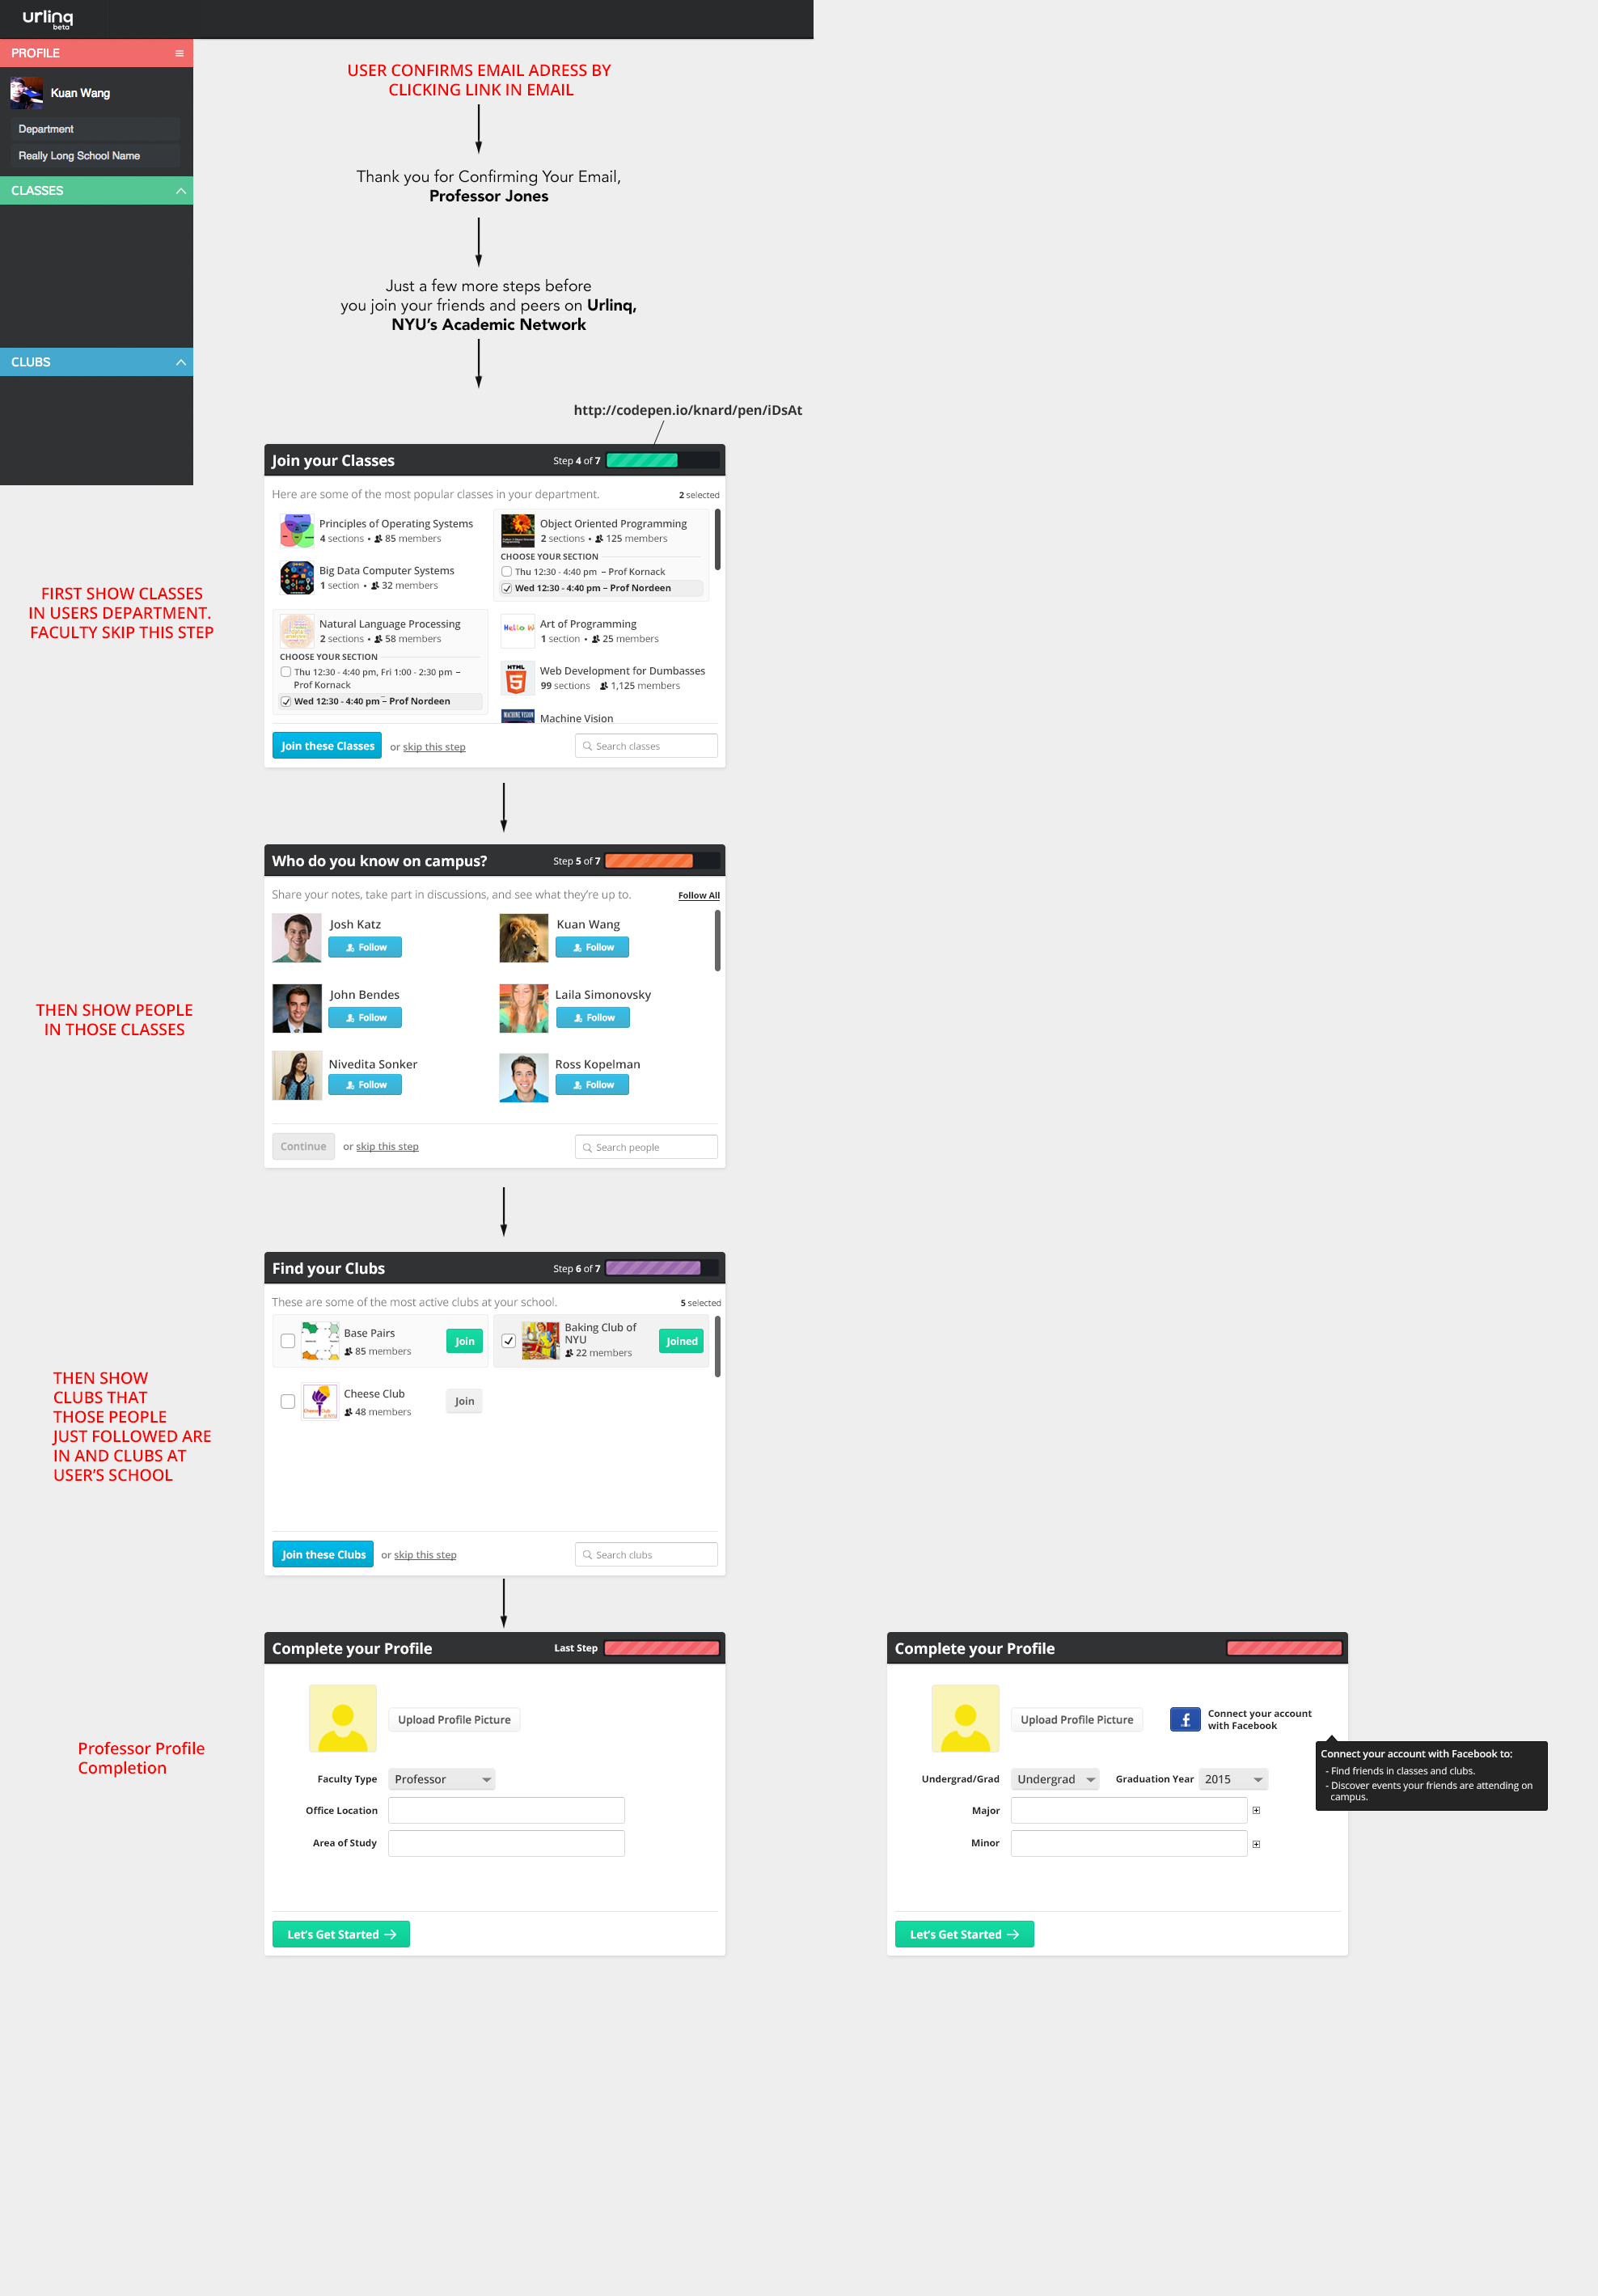 urlinq
beta
PROFILE
Kuan Wang
Department
Really Long School Name
CLASSES
CLUBS
USER CONFIRMS EMAIL ADRESS BY
CLICKING LINK IN EMAIL
Thank you for Confirming Your Email,
Professor Jones
Just a few more steps before
you join your friends and peers on Urlinq,
NYU's Academic Network
http://codepen.io/knard/pen/iDsAt
FIRST SHOW CLASSES
IN USERS DEPARTMENT.
FACULTY SKIP THIS STEP
Join your Classes
Step 4 of 7
Here are some of the most popular classes in your department.
2 selected
Principles of Operating Systems
4 sections • 85 members
Big Data Computer Systems
1 section • 32 members
Natural Language Processing
2 sections • 58 members
CHOOSE YOUR SECTION
Thu 12:30 - 4:40 pm, Fri 1:00 - 2:30 pm –
Prof Kornack
Wed 12:30 - 4:40 pm – Prof Nordeen
Object Oriented Programming
2 sections • 125 members
CHOOSE YOUR SECTION
Thu 12:30 - 4:40 pm – Prof Kornack
Wed 12:30 - 4:40 pm – Prof Nordeen
Hello W
Art of Programming
1 section • 25 members
HTML
5
Web Development for Dumbasses
99 sections 1,125 members
MACHINE VISION
Machine Vision
Join these Classes
or skip this step
Search classes
THEN SHOW PEOPLE
IN THOSE CLASSES
Who do you know on campus?
Step 5 of 7
Share your notes, take part in discussions, and see what they're up to.
Follow All
Josh Katz
Follow
Kuan Wang
Follow
John Bendes
Follow
Laila Simonovsky
Follow
Nivedita Sonker
Follow
Ross Kopelman
Follow
Continue
or skip this step
Search people
THEN SHOW
CLUBS THAT
THOSE PEOPLE
JUST FOLLOWED ARE
IN AND CLUBS AT
USER'S SCHOOL
Find your Clubs
Step 6 of 7
These are some of the most active clubs at your school.
5 selected
Base Pairs
85 members
Join
Baking Club of
NYU
22 members
Joined
Cheese Club
48 members
Join
Join these Clubs
or skip this step
Search clubs
Professor Profile
Completion
Complete your Profile
Last Step
Upload Profile Picture
Faculty Type
Professor
Office Location
Area of Study
Let's Get Started →
Complete your Profile
Upload Profile Picture
f
Connect your account
with Facebook
Connect your account with Facebook to:
- Find friends in classes and clubs.
- Discover events your friends are attending on
campus.
Undergrad/Grad
Undergrad
Graduation Year
2015
Major
Minor
Let's Get Started →